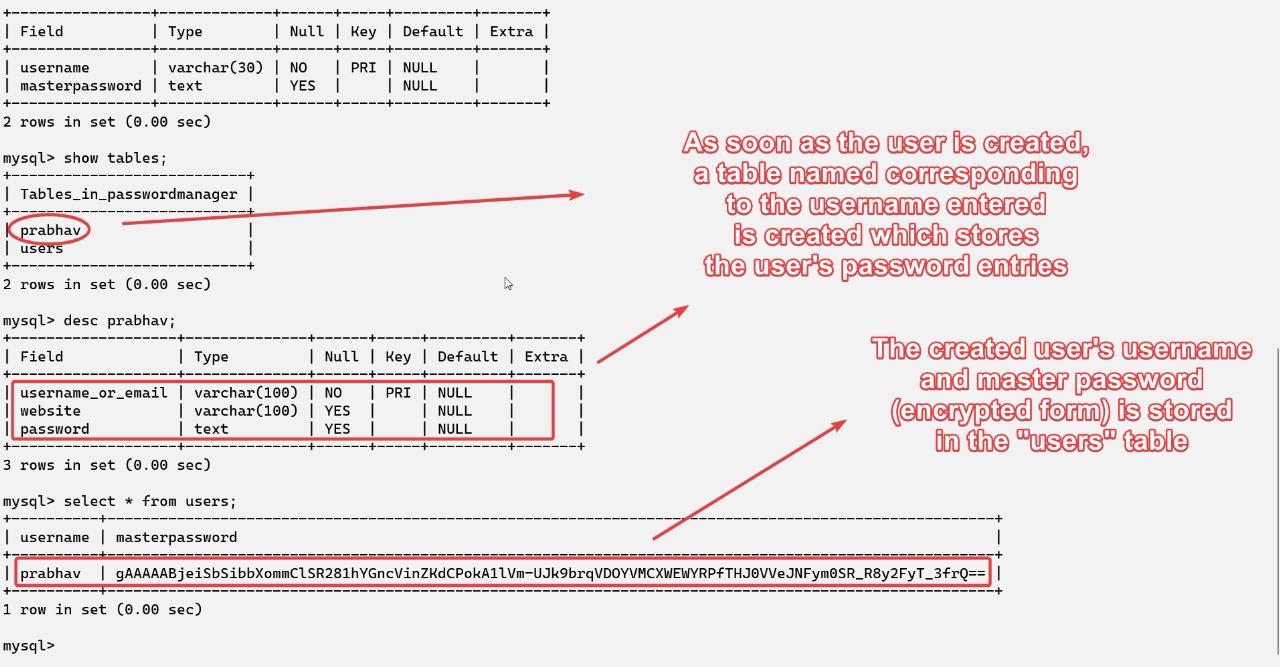 +-----------------+-------------+------+-----+---------+-------+
| Field          | Type        | Null | Key | Default | Extra |
+-----------------+-------------+------+-----+---------+-------+
| username       | varchar(30) | NO   | PRI | NULL    |       |
| masterpassword | text        | YES  |     | NULL    |       |
+-----------------+-------------+------+-----+---------+-------+
2 rows in set (0.00 sec)
mysql> show tables;
+---------------------------+
| Tables_in_passwordmanager |
+---------------------------+
| prabhav                   |
| users                     |
+---------------------------+
2 rows in set (0.00 sec)
As soon as the user is created,
a table named corresponding
to the username entered
is created which stores
the user's password entries
mysql> desc prabhav;
+-------------------+--------------+------+-----+---------+-------+
| Field             | Type         | Null | Key | Default | Extra |
+-------------------+--------------+------+-----+---------+-------+
| username_or_email | varchar(100) | NO   | PRI | NULL    |       |
| website           | varchar(100) | YES  |     | NULL    |       |
| password          | text         | YES  |     | NULL    |       |
+-------------------+--------------+------+-----+---------+-------+
3 rows in set (0.00 sec)
The created user's username
and master password
(encrypted form) is stored
in the "users" table
mysql> select * from users;
+----------+------------------------------------------------------------------------------------------------------+
| username | masterpassword                                                                                       |
+----------+------------------------------------------------------------------------------------------------------+
| prabhav  | gAAAAABjeiSbSibbXommClSR281hYGncVinZKdCPokA1lVm-UJk9brqVDOYVMCXWEWYRPfTHJ0VVeJNFym0SR_R8y2FyT_3frQ== |
+----------+------------------------------------------------------------------------------------------------------+
1 row in set (0.00 sec)
mysql>